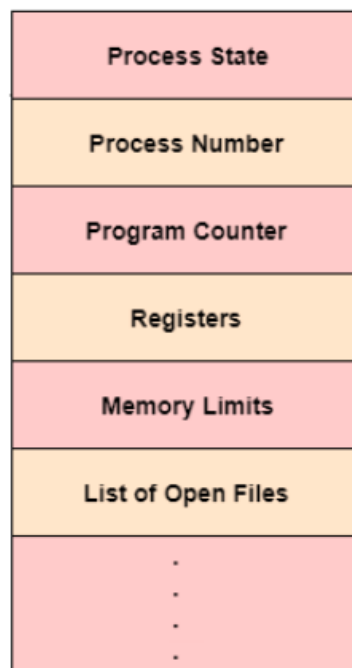 Process State
Process Number
Program Counter
Registers
Memory Limits
List of Open Files
.
.
.
.